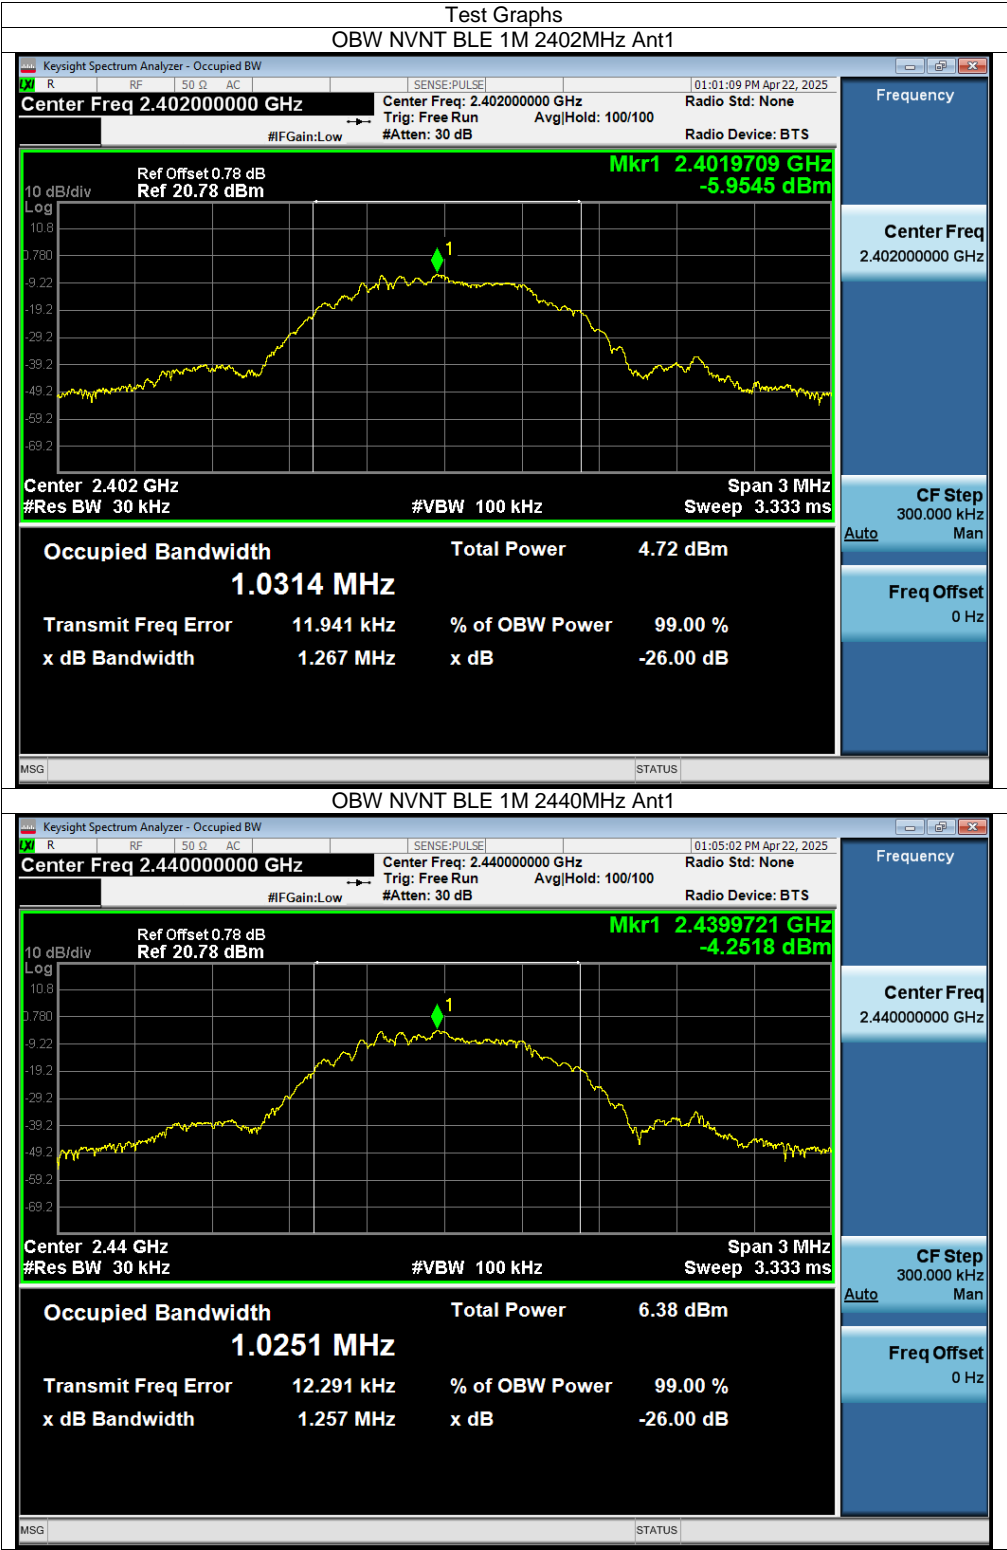 Test Graphs
OBW NVNT BLE 1M 2402MHz Ant1
Keysight Spectrum Analyzer - Occupied BW
LXI R RF 50 Ω AC SENSE:PULSE 01:01:09 PM Apr 22, 2025
Center Freq 2.402000000 GHz
Center Freq: 2.402000000 GHz
Radio Std: None
Trig: Free Run Avg|Hold: 100/100
#IFGain:Low
#Atten: 30 dB
Radio Device: BTS
Frequency
Mkr1 2.4019709 GHz
-5.9545 dBm
Ref Offset 0.78 dB
10 dB/div Ref 20.78 dBm
Log
10.8
0.780
-9.22
-19.2
-29.2
-39.2
-49.2
-59.2
-69.2
1
Center Freq
2.402000000 GHz
Center 2.402 GHz Span 3 MHz
#Res BW 30 kHz #VBW 100 kHz Sweep 3.333 ms
CF Step
300.000 kHz
Auto Man
Occupied Bandwidth Total Power 4.72 dBm
1.0314 MHz
Freq Offset
0 Hz
Transmit Freq Error 11.941 kHz % of OBW Power 99.00 %
x dB Bandwidth 1.267 MHz x dB -26.00 dB
MSG STATUS
OBW NVNT BLE 1M 2440MHz Ant1
Keysight Spectrum Analyzer - Occupied BW
LXI R RF 50 Ω AC SENSE:PULSE 01:05:02 PM Apr 22, 2025
Center Freq 2.440000000 GHz
Center Freq: 2.440000000 GHz
Radio Std: None
Trig: Free Run Avg|Hold: 100/100
#IFGain:Low
#Atten: 30 dB
Radio Device: BTS
Frequency
Mkr1 2.4399721 GHz
-4.2518 dBm
Ref Offset 0.78 dB
10 dB/div Ref 20.78 dBm
Log
10.8
0.780
-9.22
-19.2
-29.2
-39.2
-49.2
-59.2
-69.2
1
Center Freq
2.440000000 GHz
Center 2.44 GHz Span 3 MHz
#Res BW 30 kHz #VBW 100 kHz Sweep 3.333 ms
CF Step
300.000 kHz
Auto Man
Occupied Bandwidth Total Power 6.38 dBm
1.0251 MHz
Freq Offset
0 Hz
Transmit Freq Error 12.291 kHz % of OBW Power 99.00 %
x dB Bandwidth 1.257 MHz x dB -26.00 dB
MSG STATUS